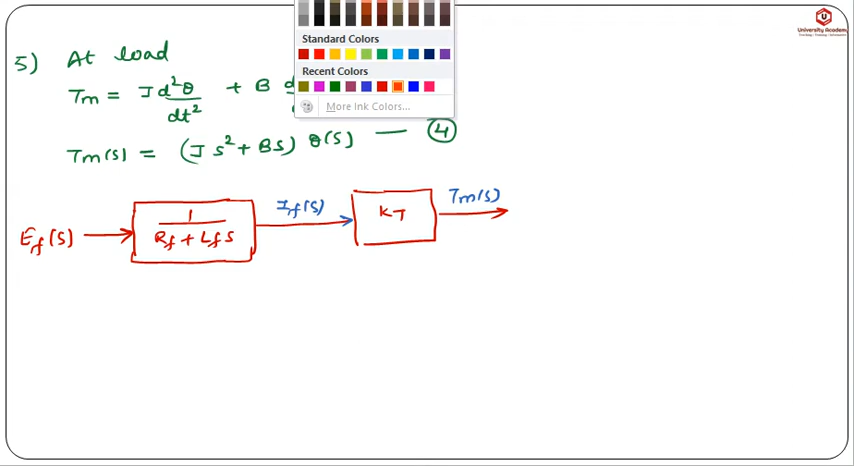 University Academy
Standard Colors
Recent Colors
More Ink Colors...
5) At load
Tm = J d²θ/dt² + B d
Tm(s) = (J s² + Bs) θ(s) — ④
Ef(s) 1/(Rf + Lf s) If(s) KT Tm(s)